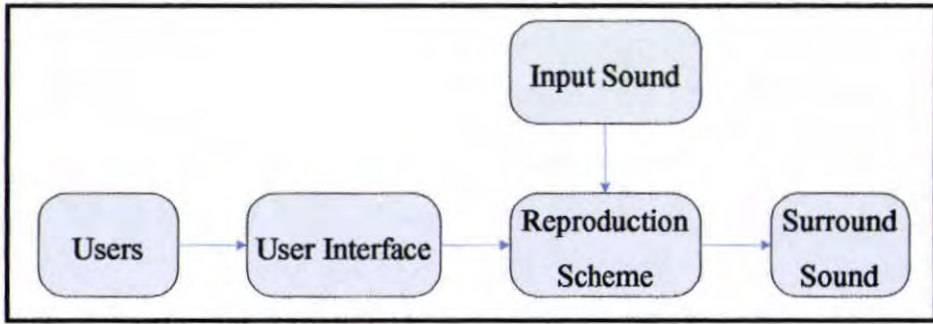 Input Sound
Users
User Interface
Reproduction
Scheme
Surround
Sound